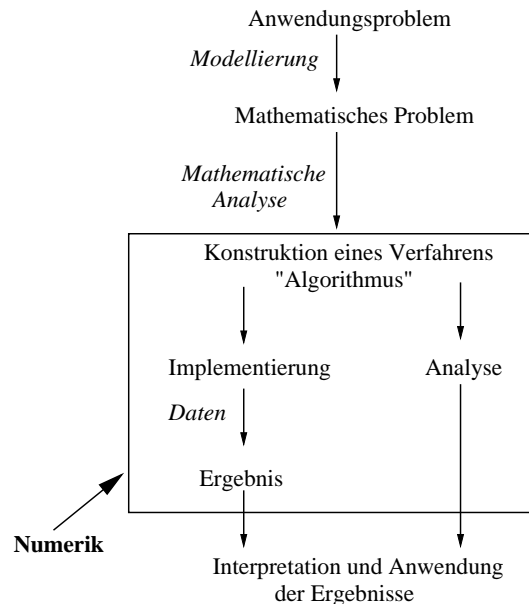 Anwendungsproblem
Modellierung
Mathematisches Problem
Mathematische
Analyse
Konstruktion eines Verfahrens
"Algorithmus"
Implementierung
Analyse
Daten
Ergebnis
Numerik
Interpretation und Anwendung
der Ergebnisse